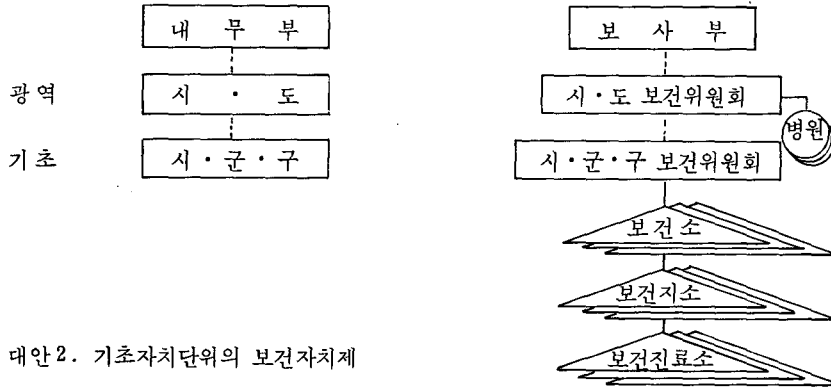 내 무 부
보 사 부
광 역
시 · 도
시 · 도 보건위원회
병원
기 초
시 · 군 · 구
시 · 군 · 구 보건위원회
보건소
보건지소
보건진료소
대안 2. 기초자치단위의 보건자치제